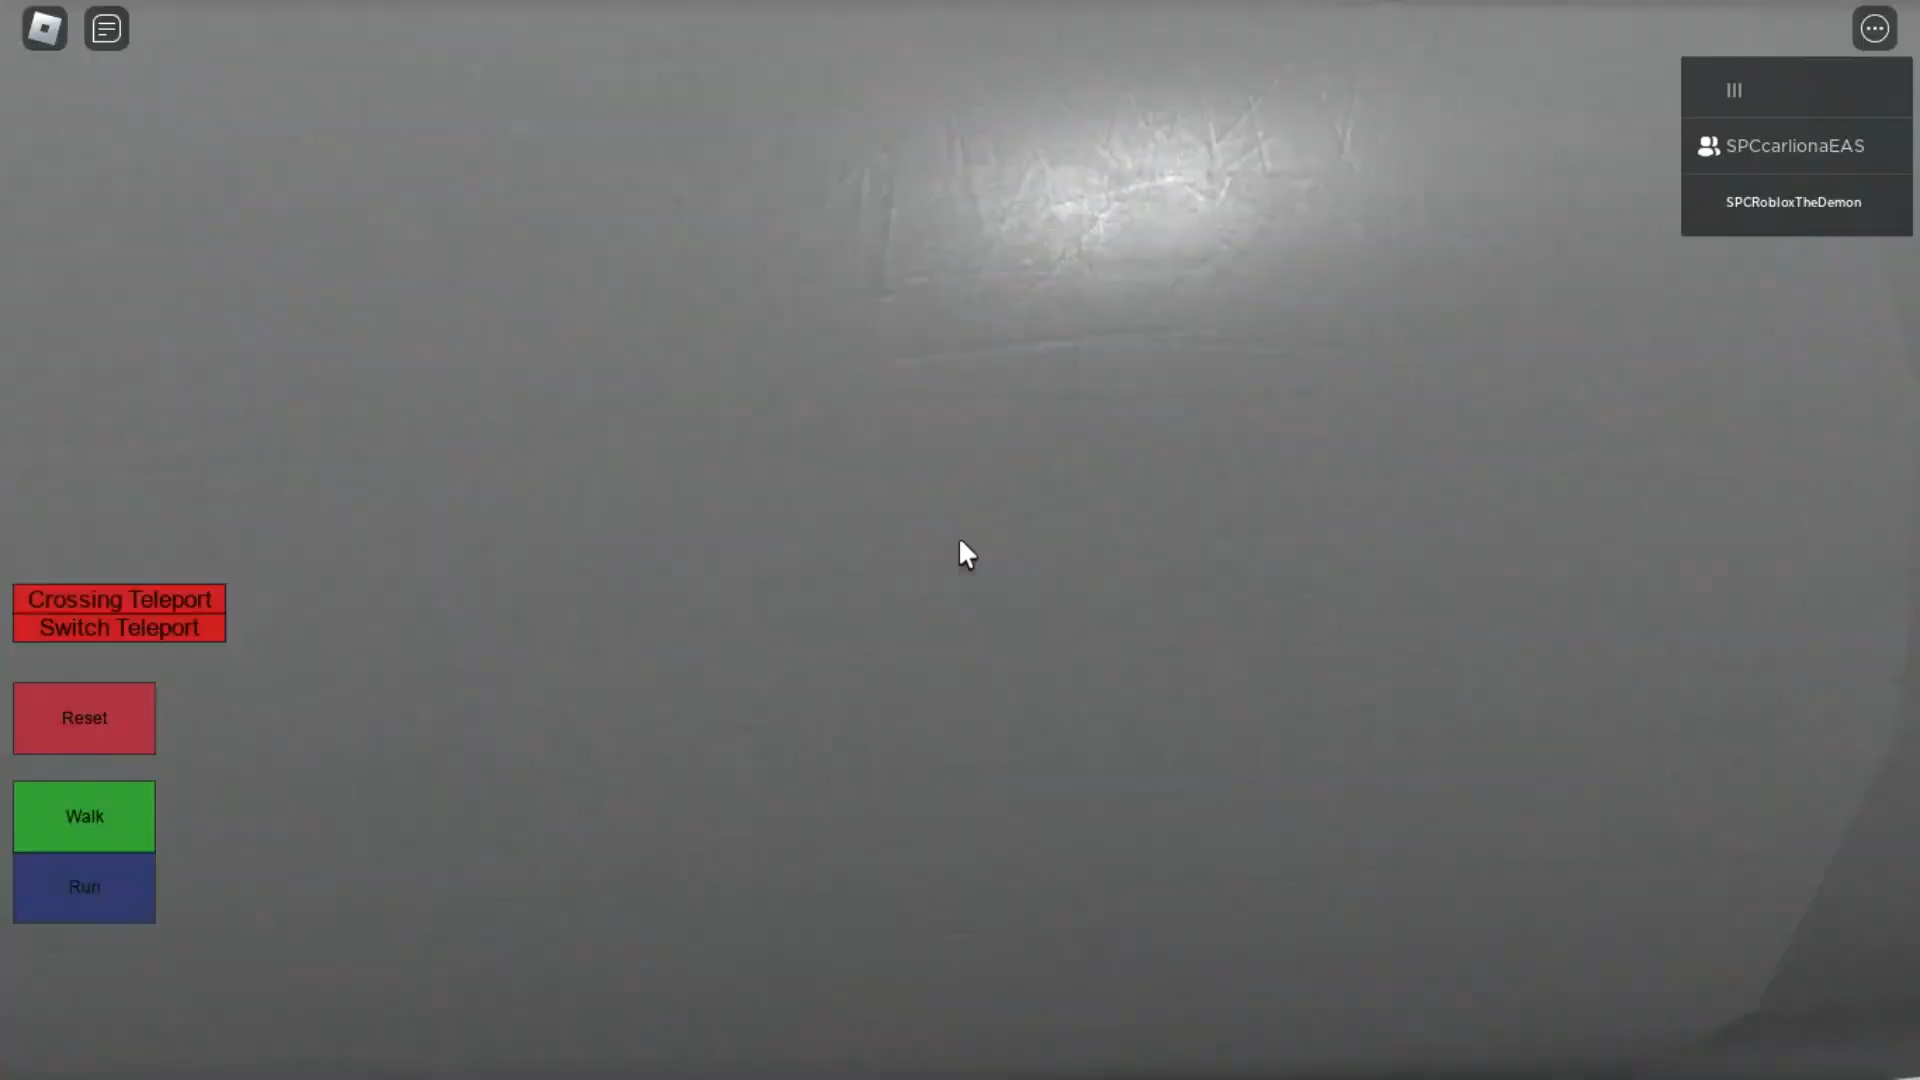 SPCcarlionaEAS
SPCRobloxTheDemon
Crossing Teleport
Switch Teleport
Reset
Walk
Run